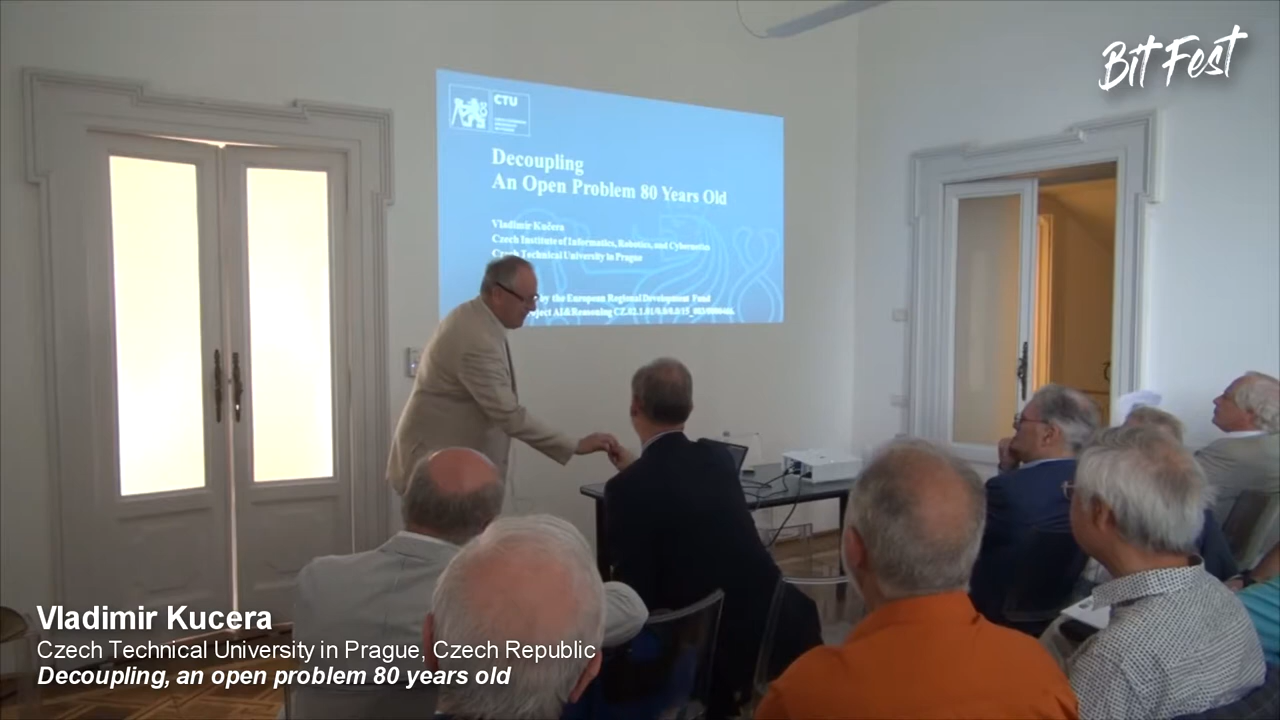 Bit Fest
CTU
Decoupling
An Open Problem 80 Years Old
Vladimír Kučera
Czech Institute of Informatics, Robotics, and Cybernetics
Czech Technical University in Prague
by the European Regional Development Fund
AI&Reasoning
Vladimir Kucera
Czech Technical University in Prague, Czech Republic
Decoupling, an open problem 80 years old